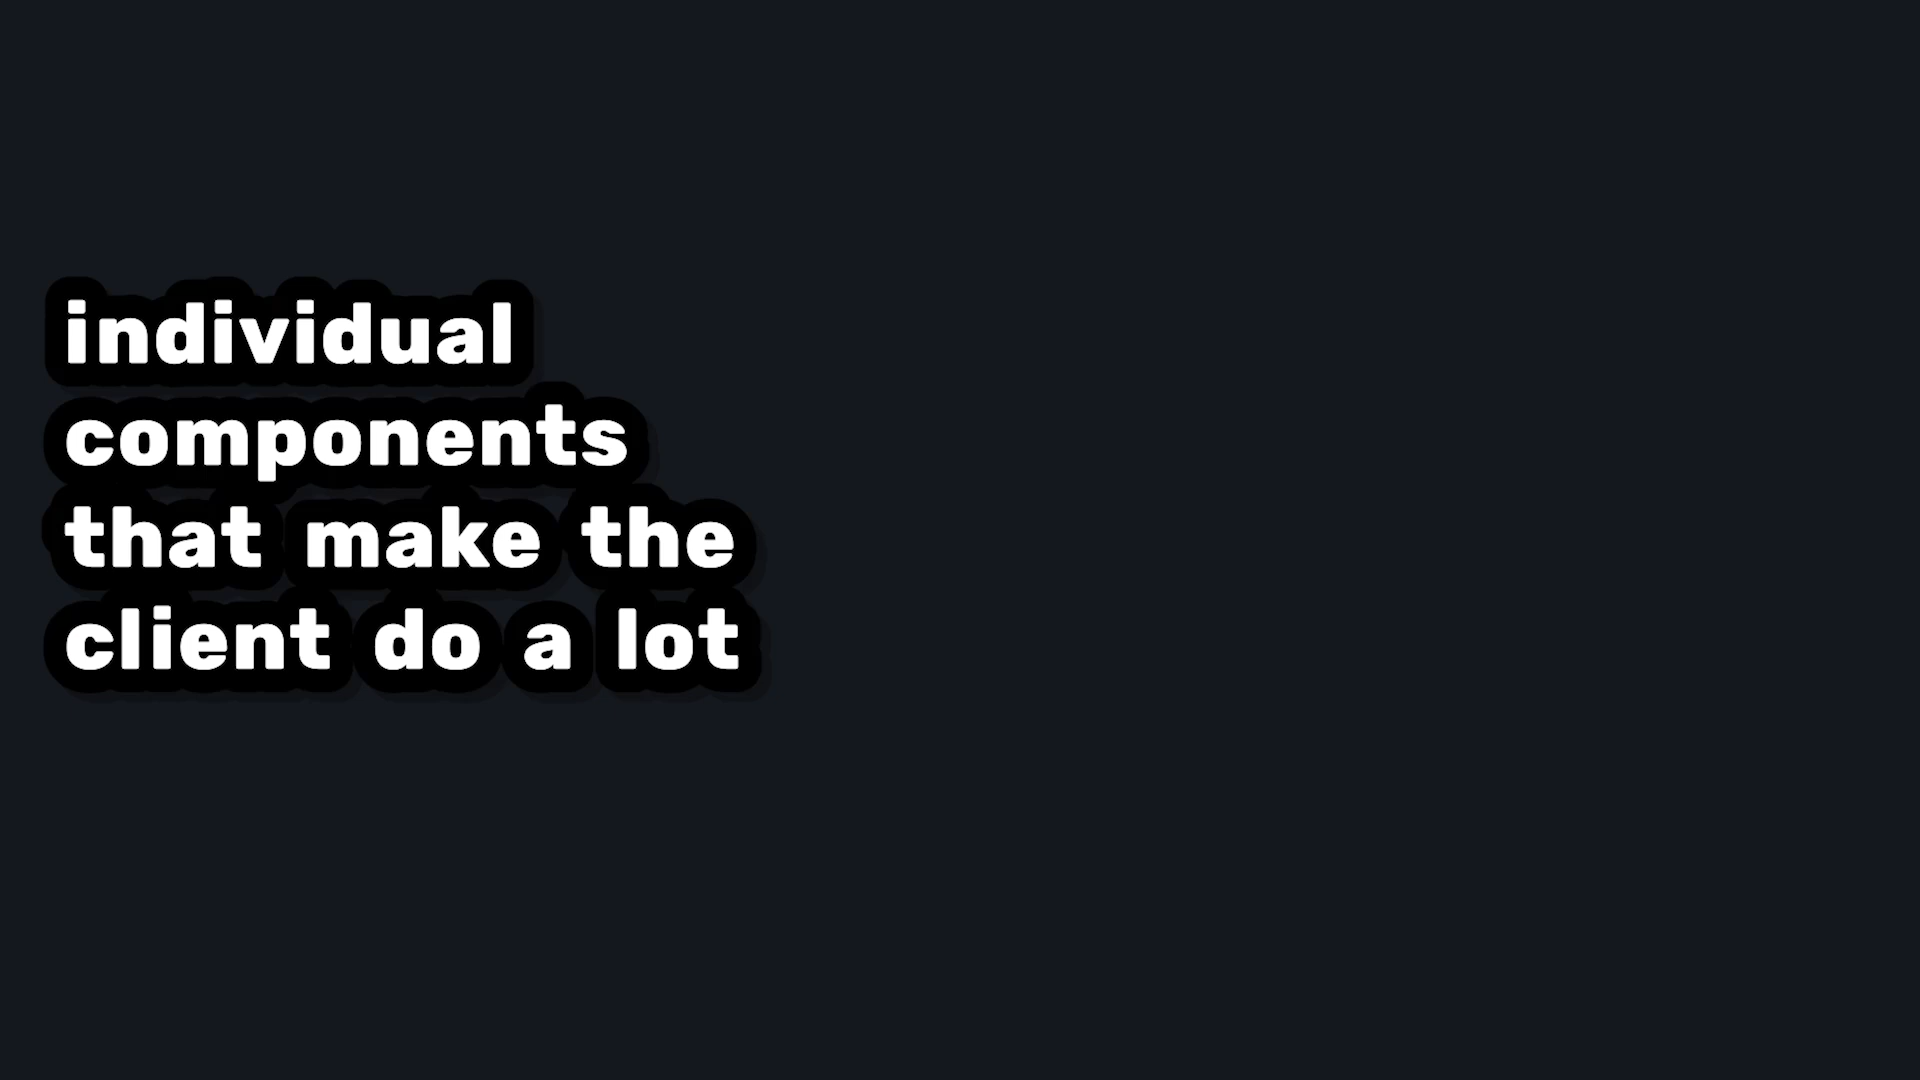 individual
components
that make the
client do a lot